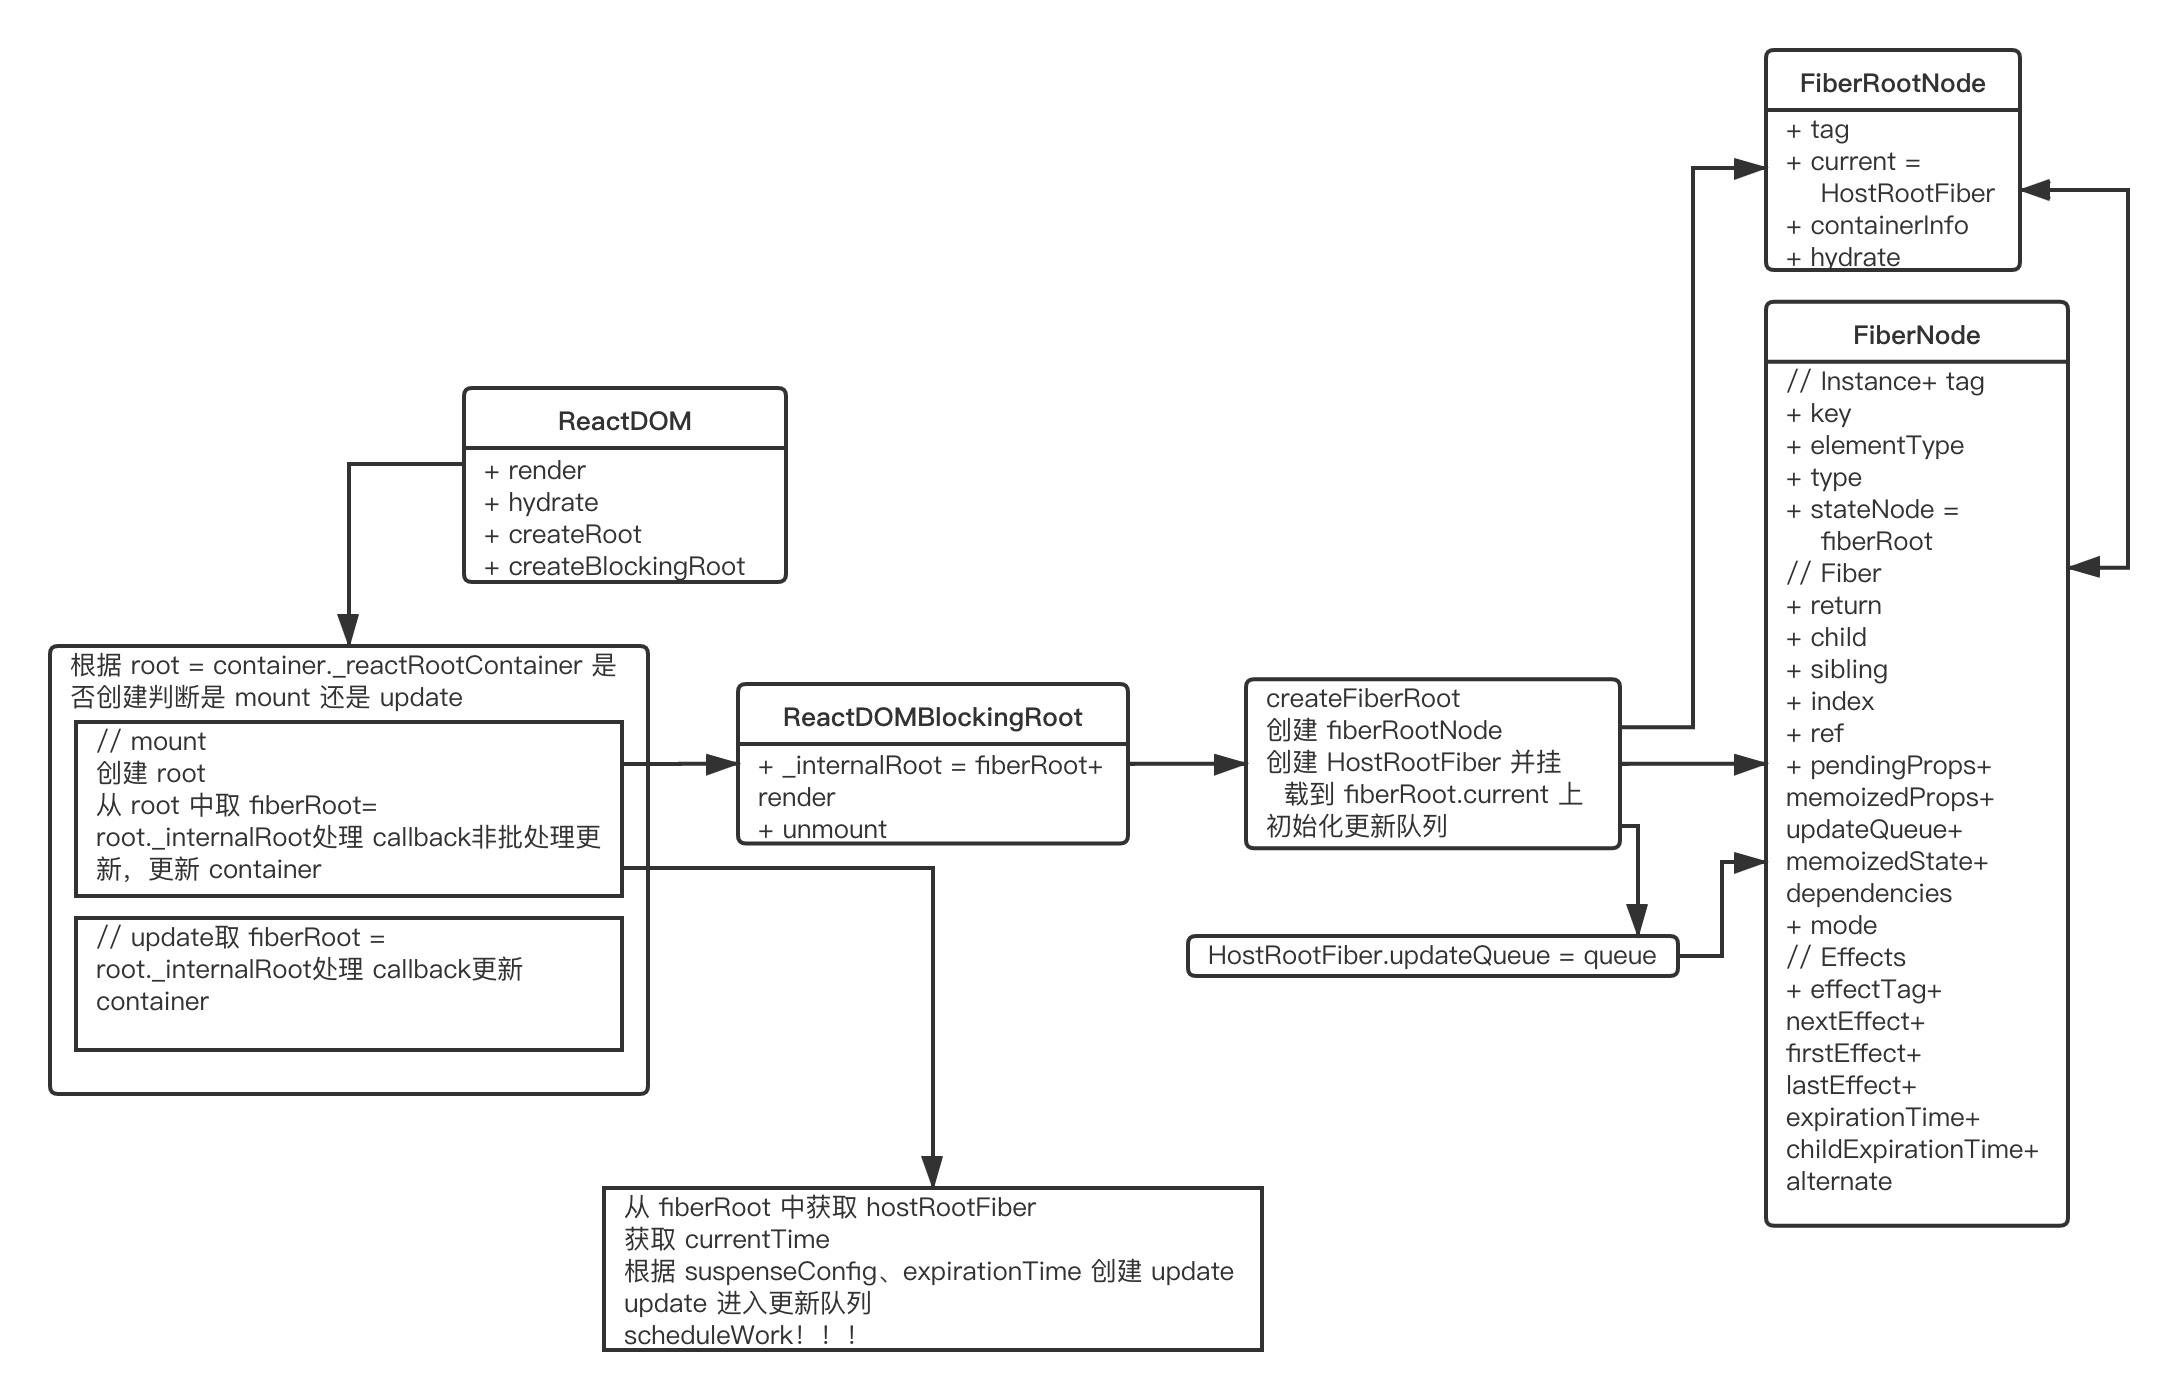 FiberRootNode
+ tag
+ current =
HostRootFiber
+ containerInfo
+ hydrate
FiberNode
// Instance+ tag
+ key
+ elementType
+ type
+ stateNode =
fiberRoot
// Fiber
+ return
+ child
+ sibling
+ index
+ ref
+ pendingProps+
memoizedProps+
updateQueue+
memoizedState+
dependencies
+ mode
// Effects
+ effectTag+
nextEffect+
firstEffect+
lastEffect+
expirationTime+
childExpirationTime+
alternate
ReactDOM
+ render
+ hydrate
+ createRoot
+ createBlockingRoot
根据 root = container._reactRootContainer 是
否创建判断是 mount 还是 update
// mount
创建 root
从 root 中取 fiberRoot=
root._internalRoot处理 callback非批处理更
新，更新 container
// update取 fiberRoot =
root._internalRoot处理 callback更新
container
ReactDOMBlockingRoot
+ _internalRoot = fiberRoot+
render
+ unmount
createFiberRoot
创建 fiberRootNode
创建 HostRootFiber 并挂
载到 fiberRoot.current 上
初始化更新队列
HostRootFiber.updateQueue = queue
从 fiberRoot 中获取 hostRootFiber
获取 currentTime
根据 suspenseConfig、expirationTime 创建 update
update 进入更新队列
scheduleWork！！！